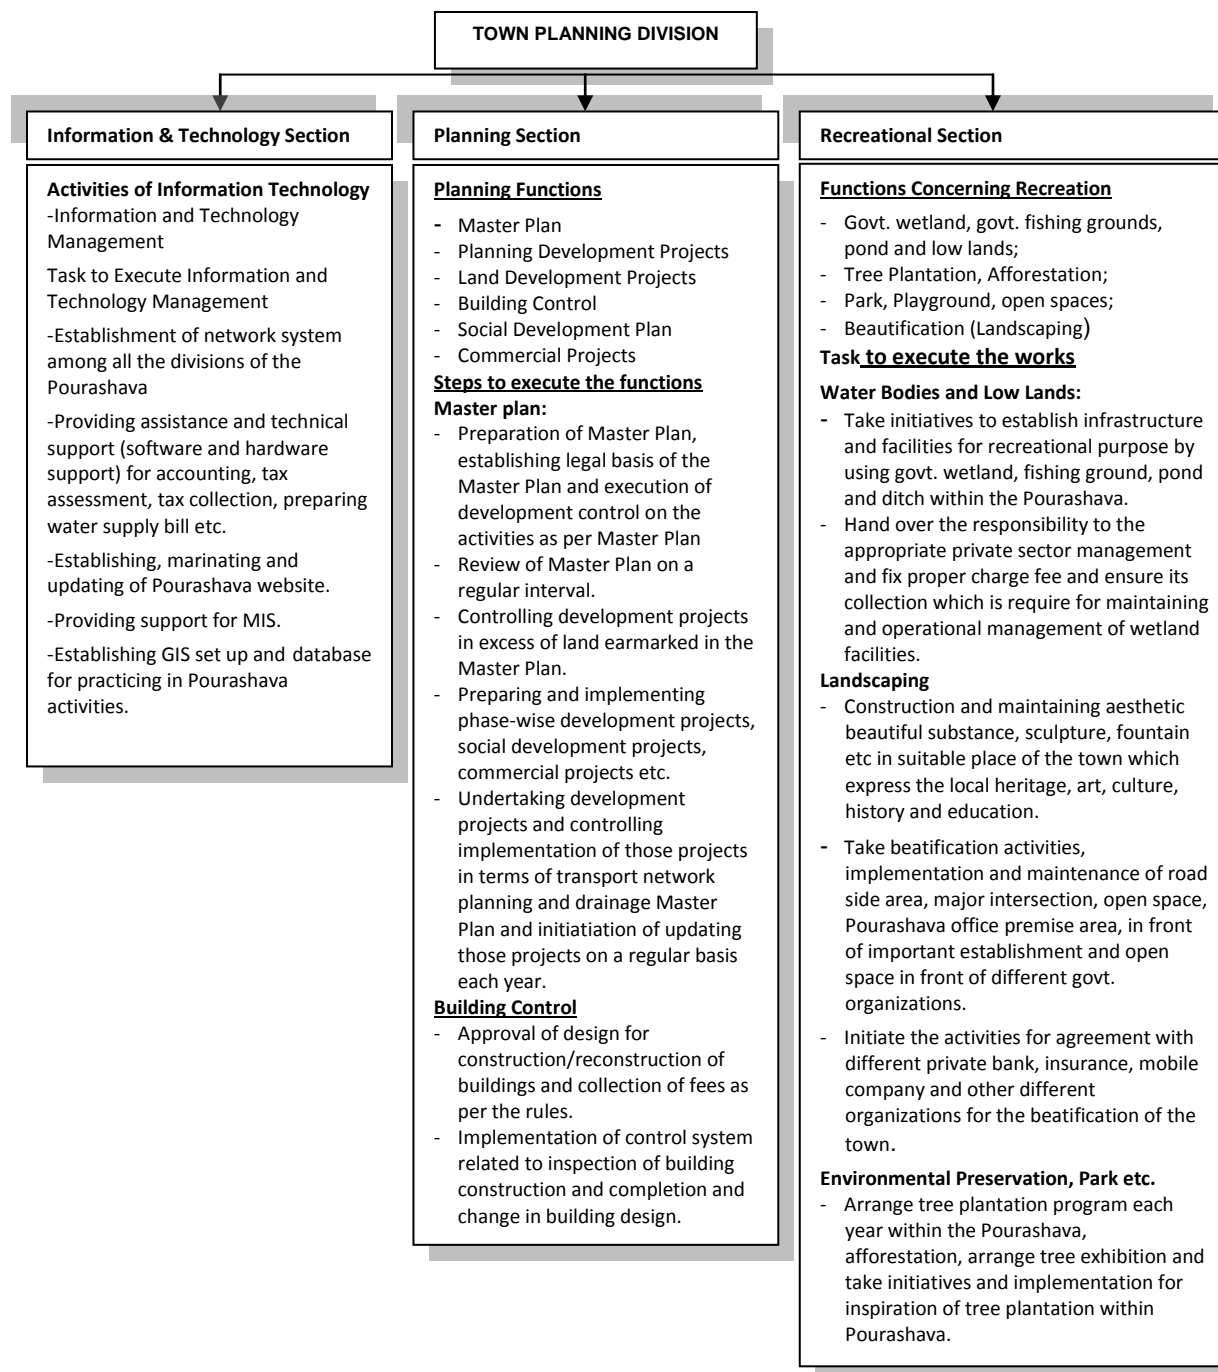 TOWN PLANNING DIVISION
Information & Technology Section
Activities of Information Technology
-Information and Technology
Management
Task to Execute Information and
Technology Management
-Establishment of network system
among all the divisions of the
Pourashava
-Providing assistance and technical
support (software and hardware
support) for accounting, tax
assessment, tax collection, preparing
water supply bill etc.
-Establishing, marinating and
updating of Pourashava website.
-Providing support for MIS.
-Establishing GIS set up and database
for practicing in Pourashava
activities.
Planning Section
Planning Functions
- Master Plan
- Planning Development Projects
- Land Development Projects
- Building Control
- Social Development Plan
- Commercial Projects
Steps to execute the functions
Master plan:
- Preparation of Master Plan,
establishing legal basis of the
Master Plan and execution of
development control on the
activities as per Master Plan
- Review of Master Plan on a
regular interval.
- Controlling development projects
in excess of land earmarked in the
Master Plan.
- Preparing and implementing
phase-wise development projects,
social development projects,
commercial projects etc.
- Undertaking development
projects and controlling
implementation of those projects
in terms of transport network
planning and drainage Master
Plan and initiatiation of updating
those projects on a regular basis
each year.
Building Control
- Approval of design for
construction/reconstruction of
buildings and collection of fees as
per the rules.
- Implementation of control system
related to inspection of building
construction and completion and
change in building design.
Recreational Section
Functions Concerning Recreation
- Govt. wetland, govt. fishing grounds,
pond and low lands;
- Tree Plantation, Afforestation;
- Park, Playground, open spaces;
- Beautification (Landscaping)
Task to execute the works
Water Bodies and Low Lands:
- Take initiatives to establish infrastructure
and facilities for recreational purpose by
using govt. wetland, fishing ground, pond
and ditch within the Pourashava.
- Hand over the responsibility to the
appropriate private sector management
and fix proper charge fee and ensure its
collection which is require for maintaining
and operational management of wetland
facilities.
Landscaping
- Construction and maintaining aesthetic
beautiful substance, sculpture, fountain
etc in suitable place of the town which
express the local heritage, art, culture,
history and education.
- Take beatification activities,
implementation and maintenance of road
side area, major intersection, open space,
Pourashava office premise area, in front
of important establishment and open
space in front of different govt.
organizations.
- Initiate the activities for agreement with
different private bank, insurance, mobile
company and other different
organizations for the beatification of the
town.
Environmental Preservation, Park etc.
- Arrange tree plantation program each
year within the Pourashava,
afforestation, arrange tree exhibition and
take initiatives and implementation for
inspiration of tree plantation within
Pourashava.